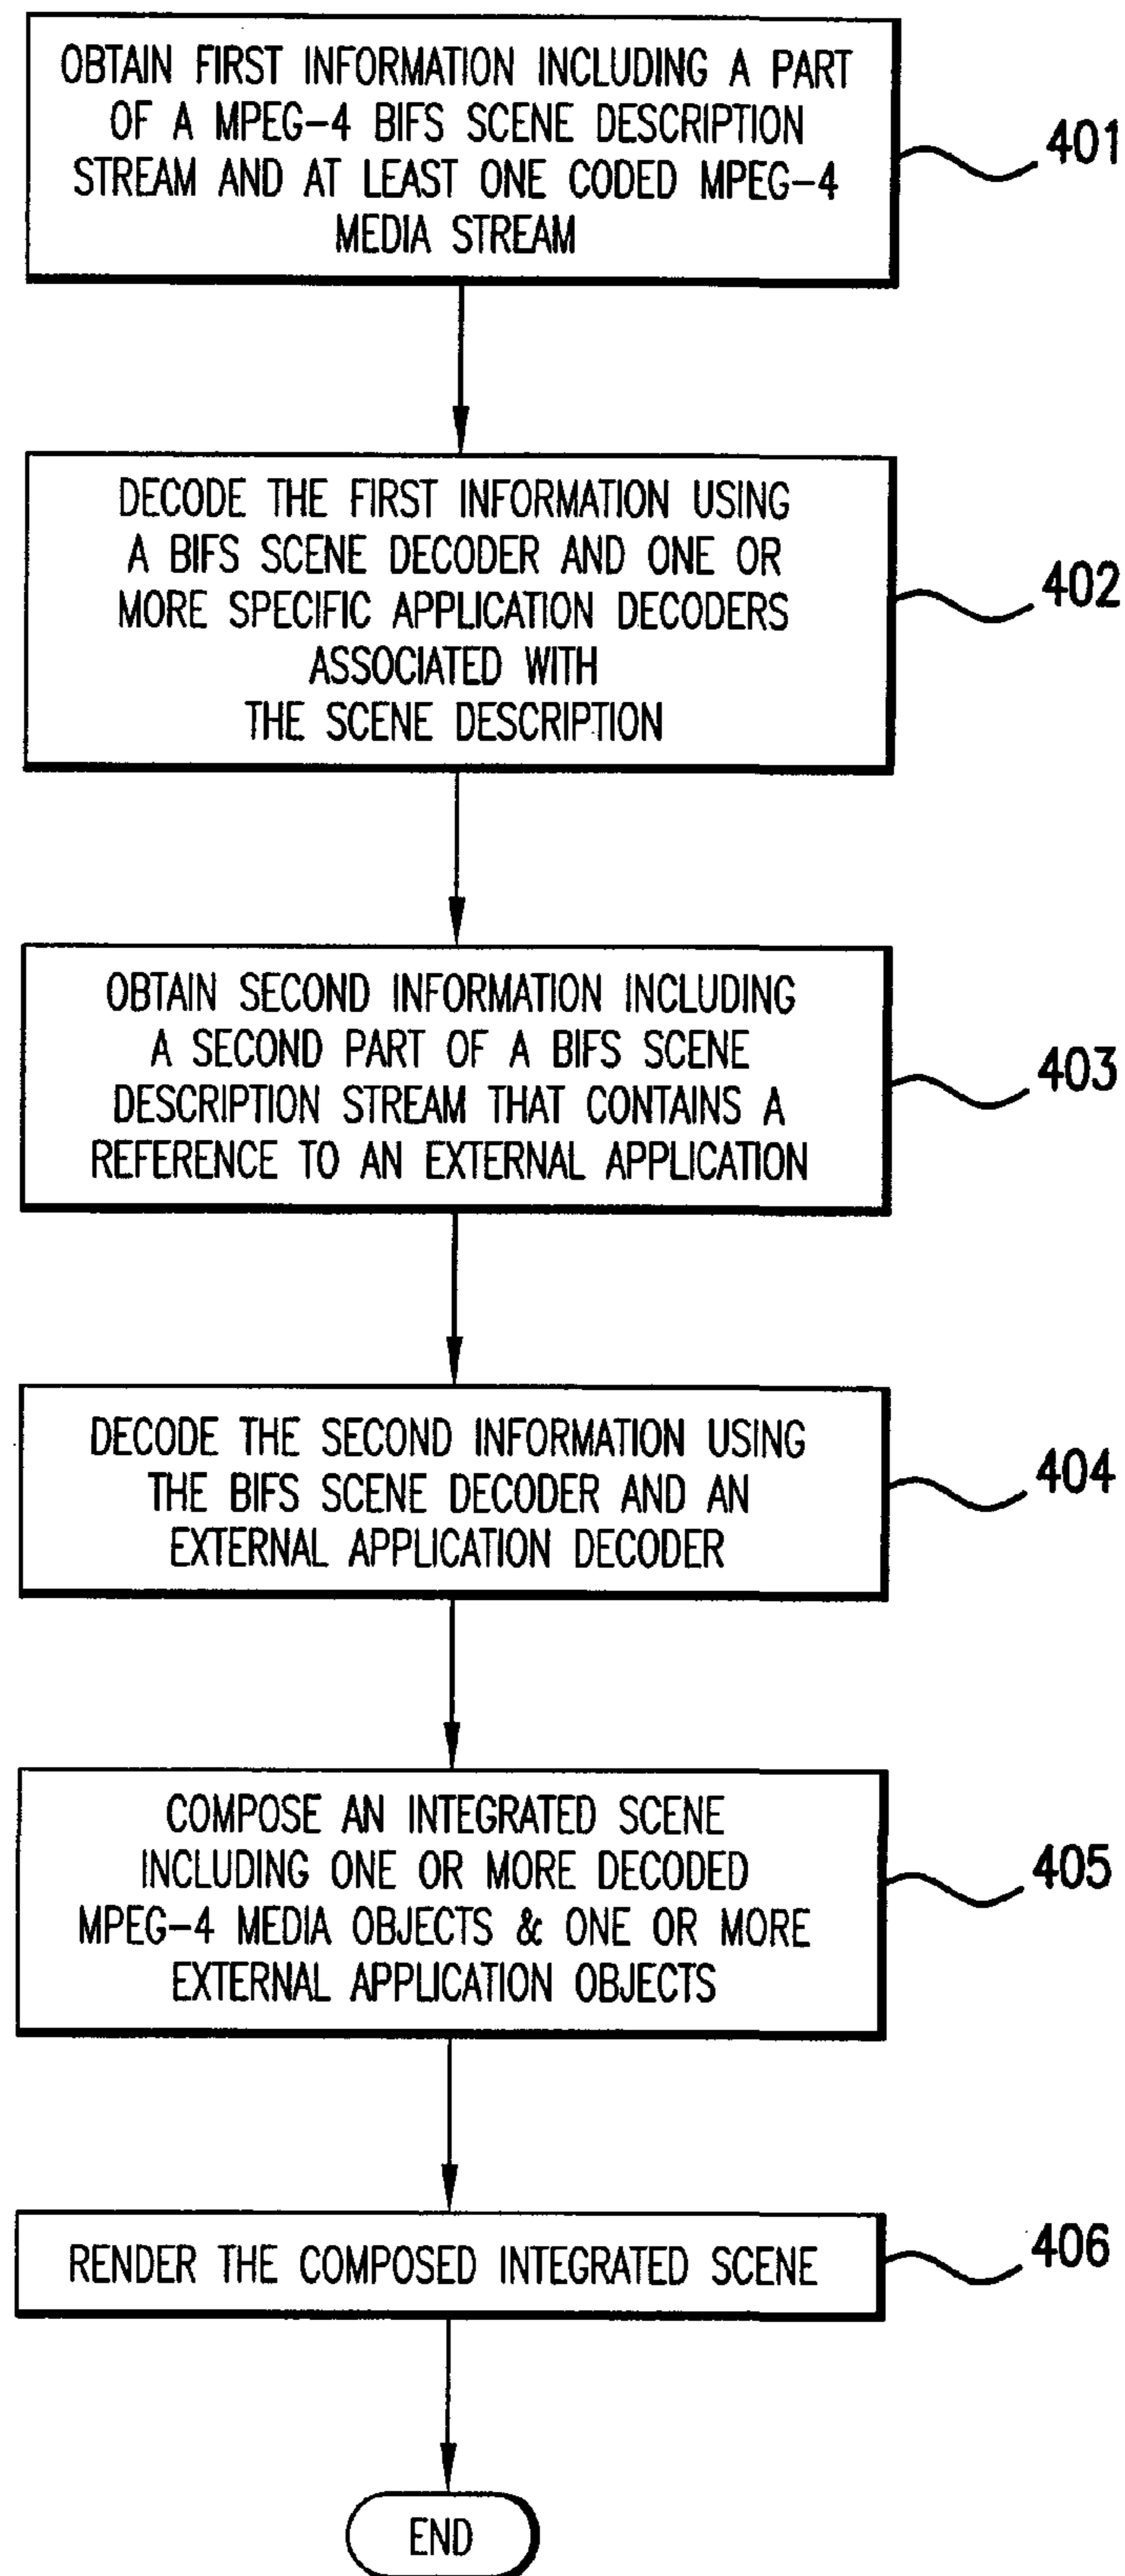 OBTAIN FIRST INFORMATION INCLUDING A PART
OF A MPEG-4 BIFS SCENE DESCRIPTION
STREAM AND AT LEAST ONE CODED MPEG-4
MEDIA STREAM
401
DECODE THE FIRST INFORMATION USING
A BIFS SCENE DECODER AND ONE OR
MORE SPECIFIC APPLICATION DECODERS
ASSOCIATED WITH
THE SCENE DESCRIPTION
402
OBTAIN SECOND INFORMATION INCLUDING
A SECOND PART OF A BIFS SCENE
DESCRIPTION STREAM THAT CONTAINS A
REFERENCE TO AN EXTERNAL APPLICATION
403
DECODE THE SECOND INFORMATION USING
THE BIFS SCENE DECODER AND AN
EXTERNAL APPLICATION DECODER
404
COMPOSE AN INTEGRATED SCENE
INCLUDING ONE OR MORE DECODED
MPEG-4 MEDIA OBJECTS & ONE OR MORE
EXTERNAL APPLICATION OBJECTS
405
RENDER THE COMPOSED INTEGRATED SCENE
406
END